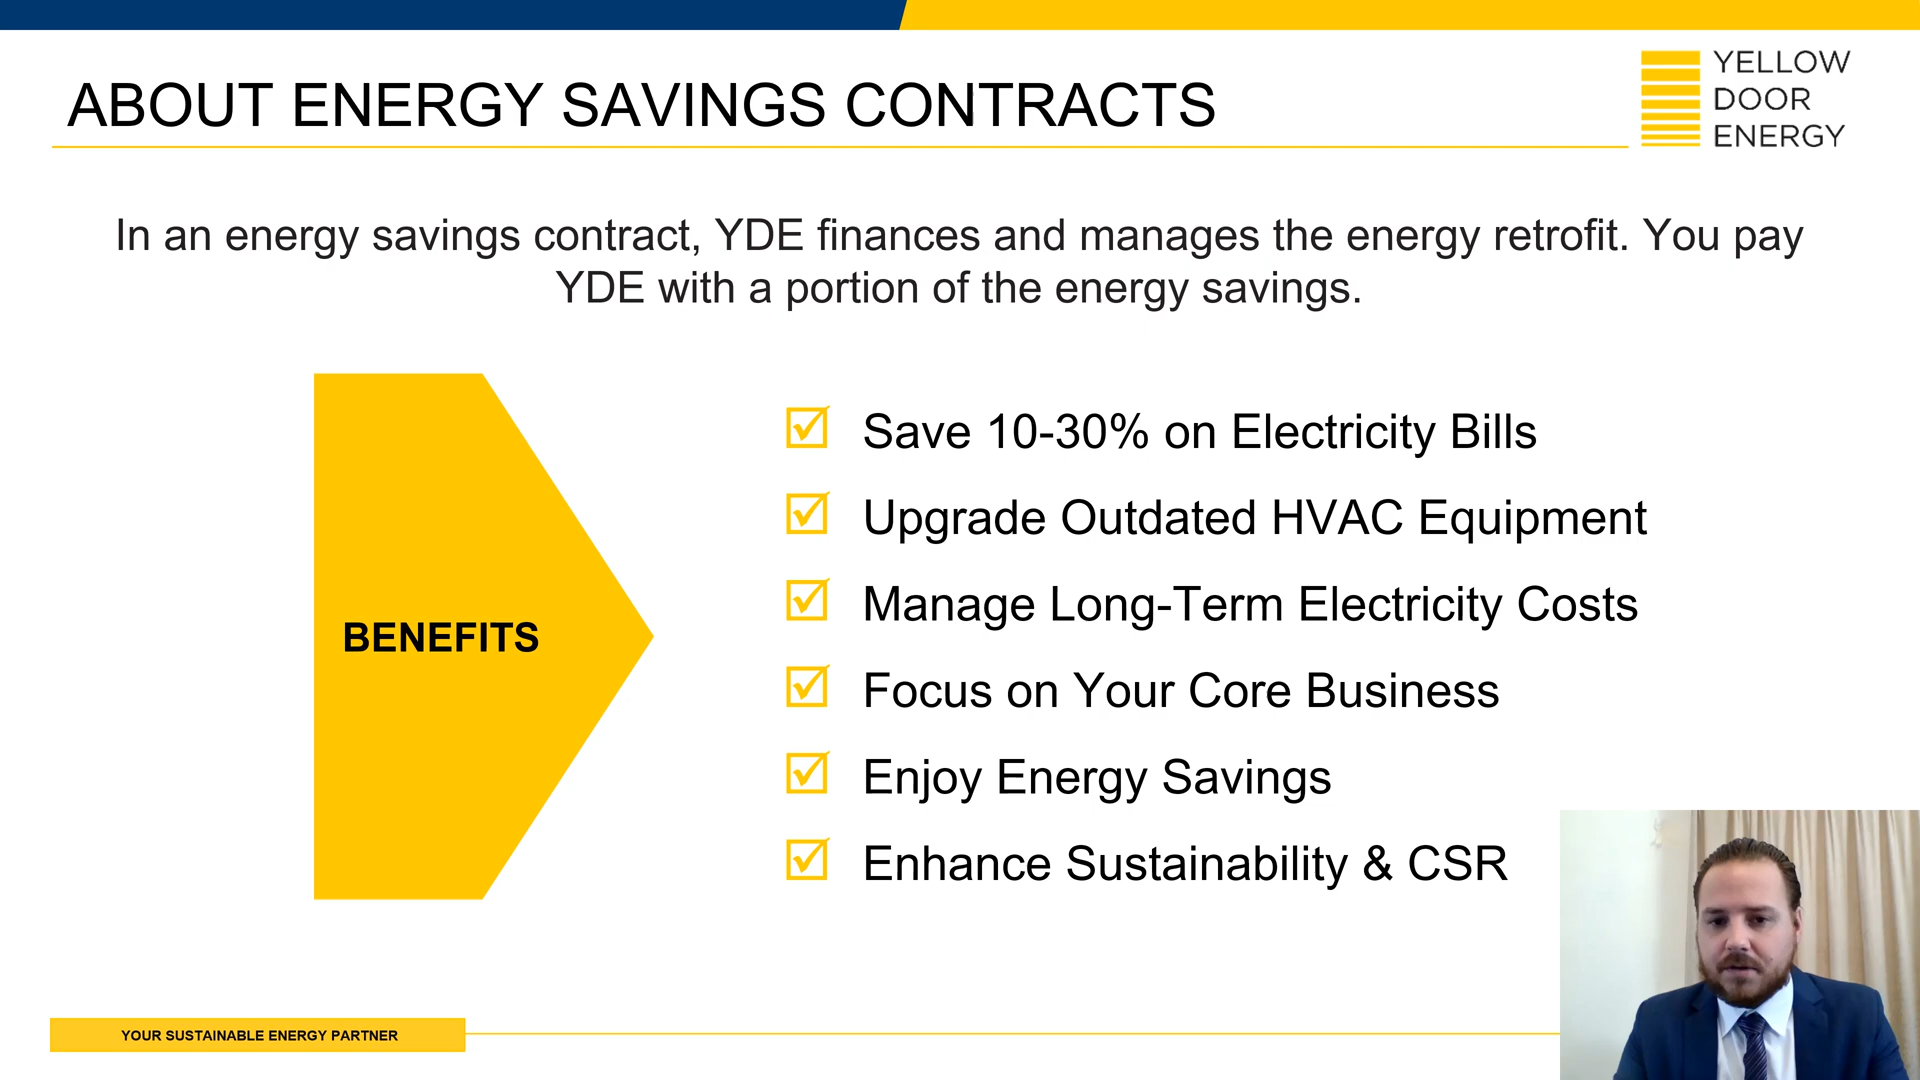 ABOUT ENERGY SAVINGS CONTRACTS
YELLOW
DOOR
ENERGY
In an energy savings contract, YDE finances and manages the energy retrofit. You pay
YDE with a portion of the energy savings.
BENEFITS
Save 10-30% on Electricity Bills
Upgrade Outdated HVAC Equipment
Manage Long-Term Electricity Costs
Focus on Your Core Business
Enjoy Energy Savings
Enhance Sustainability & CSR
YOUR SUSTAINABLE ENERGY PARTNER